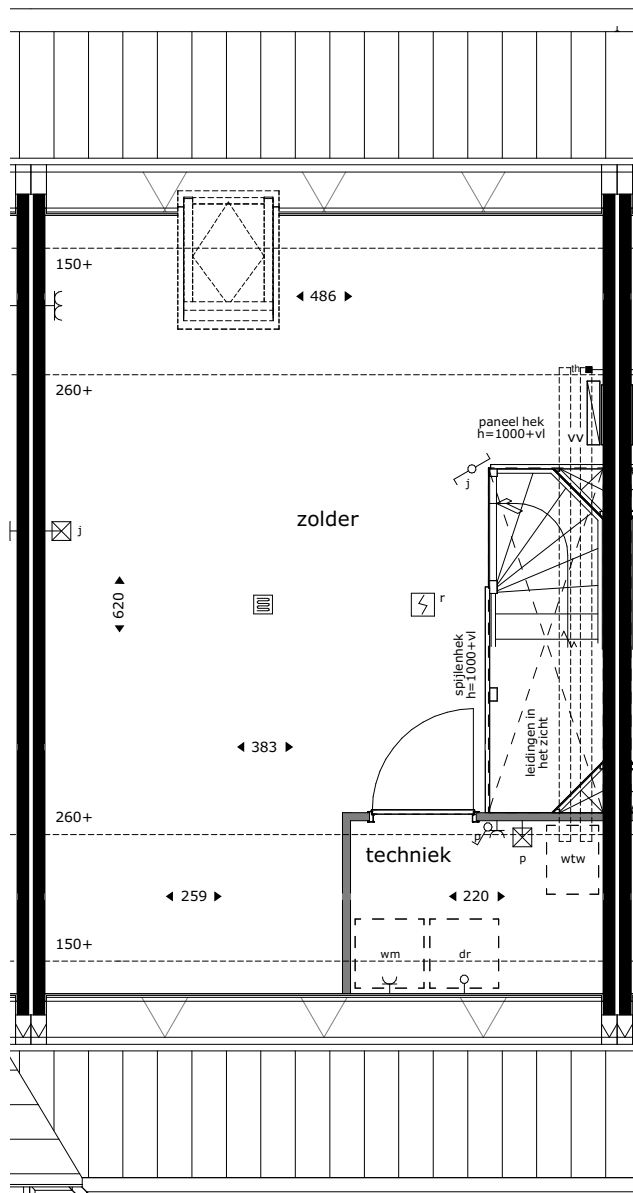 150+
486
260+
th
paneel hek
h=1000+vl
vv
j
zolder
j
620
r
spijlenhek
h=1000+vl
leidingen in
het zicht
383
260+
techniek
p
wtw
259
220
150+
wm
dr